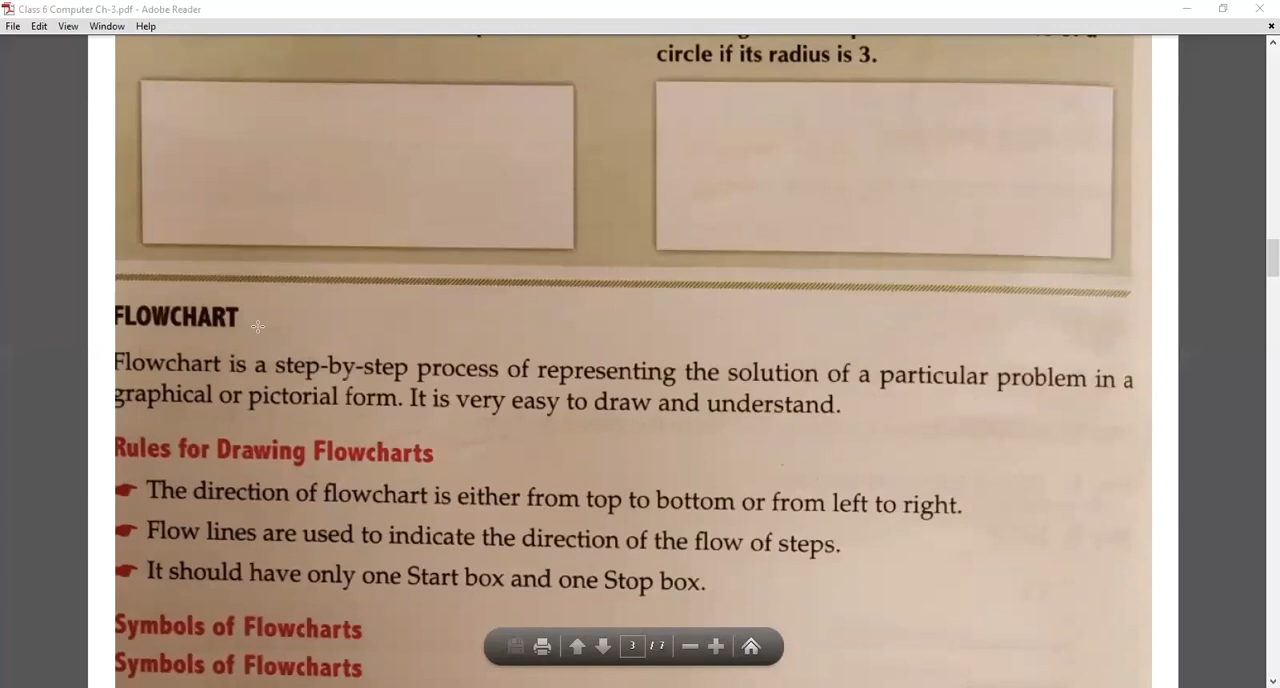 Class 6 Computer Ch-3.pdf - Adobe Reader
File Edit View Window Help
circle if its radius is 3.
FLOWCHART
Flowchart is a step-by-step process of representing the solution of a particular problem in a
graphical or pictorial form. It is very easy to draw and understand.
Rules for Drawing Flowcharts
The direction of flowchart is either from top to bottom or from left to right.
Flow lines are used to indicate the direction of the flow of steps.
It should have only one Start box and one Stop box.
Symbols of Flowcharts
Symbols of Flowcharts
3 / 7